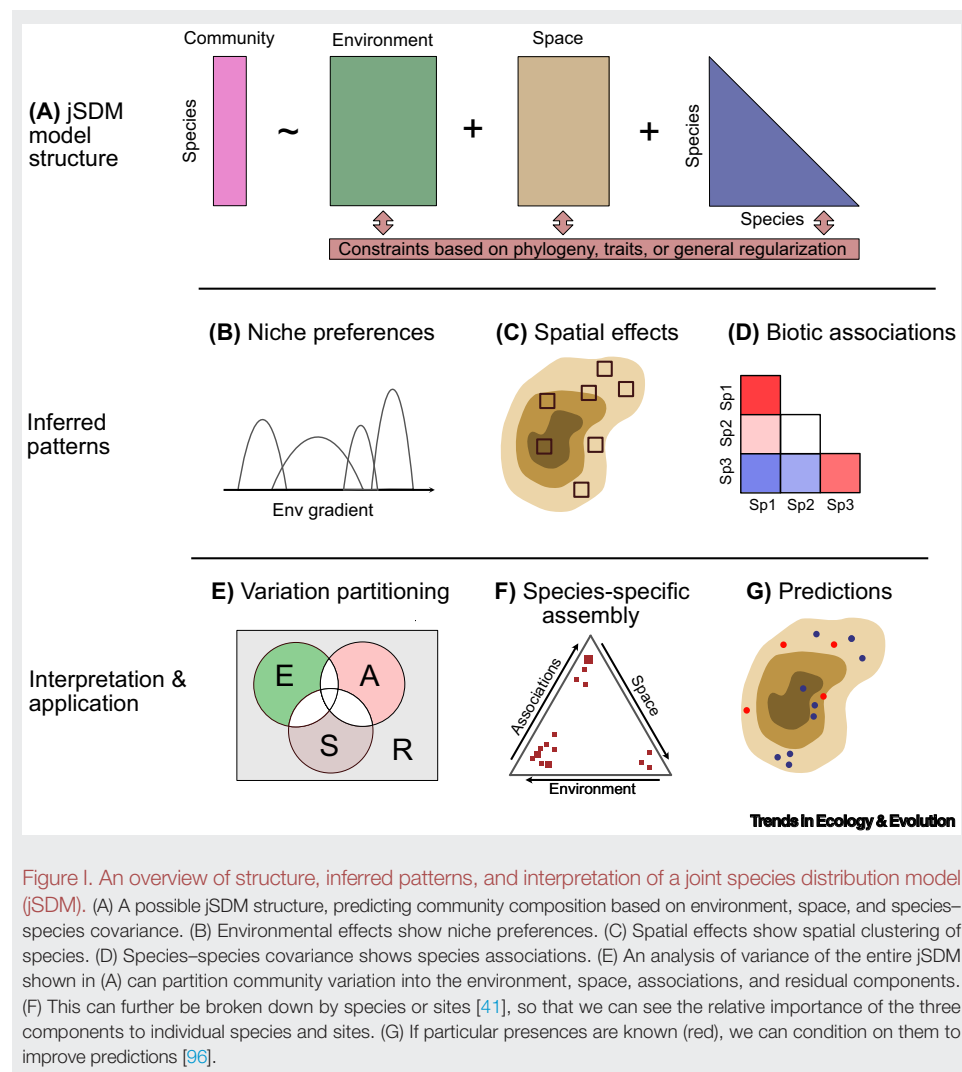 Community
Environment
Space
(A) jSDM
model
structure
Species
~
+
+
Species
Species
Constraints based on phylogeny, traits, or general regularization
Inferred
patterns
(B) Niche preferences
Env gradient
(C) Spatial effects
(D) Biotic associations
Sp1
Sp2
Sp3
Sp1 Sp2 Sp3
Interpretation &
application
E) Variation partitioning
E
A
S
R
F) Species-specific
assembly
Associations
Space
Environment
G) Predictions
Trends in Ecology & Evolution
Figure I. An overview of structure, inferred patterns, and interpretation of a joint species distribution model
(jSDM). (A) A possible jSDM structure, predicting community composition based on environment, space, and species–
species covariance. (B) Environmental effects show niche preferences. (C) Spatial effects show spatial clustering of
species. (D) Species–species covariance shows species associations. (E) An analysis of variance of the entire jSDM
shown in (A) can partition community variation into the environment, space, associations, and residual components.
(F) This can further be broken down by species or sites [41], so that we can see the relative importance of the three
components to individual species and sites. (G) If particular presences are known (red), we can condition on them to
improve predictions [96].